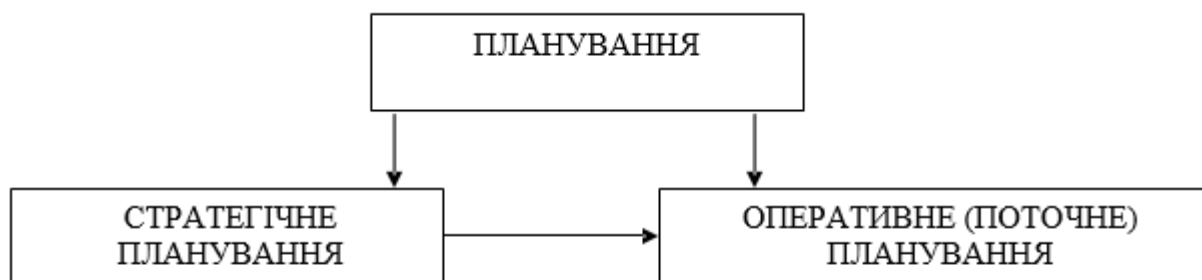 ПЛАНУВАННЯ
СТРАТЕГІЧНЕ
ПЛАНУВАННЯ
ОПЕРАТИВНЕ (ПОТОЧНЕ)
ПЛАНУВАННЯ